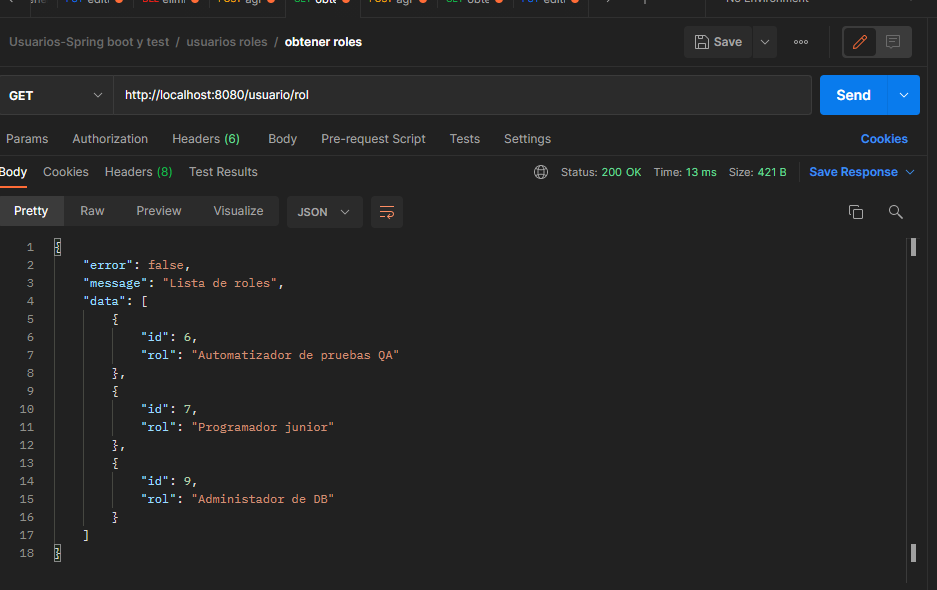 No Environment
Usuarios-Spring boot y test / usuarios roles / obtener roles
Save
GET
http://localhost:8080/usuario/rol
Send
Params Authorization Headers (6) Body Pre-request Script Tests Settings Cookies
Body Cookies Headers (8) Test Results Status: 200 OK Time: 13 ms Size: 421 B Save Response
Pretty Raw Preview Visualize JSON
1 {
2 "error": false,
3 "message": "Lista de roles",
4 "data": [
5 {
6 "id": 6,
7 "rol": "Automatizador de pruebas QA"
8 },
9 {
10 "id": 7,
11 "rol": "Programador junior"
12 },
13 {
14 "id": 9,
15 "rol": "Administador de DB"
16 }
17 ]
18 }